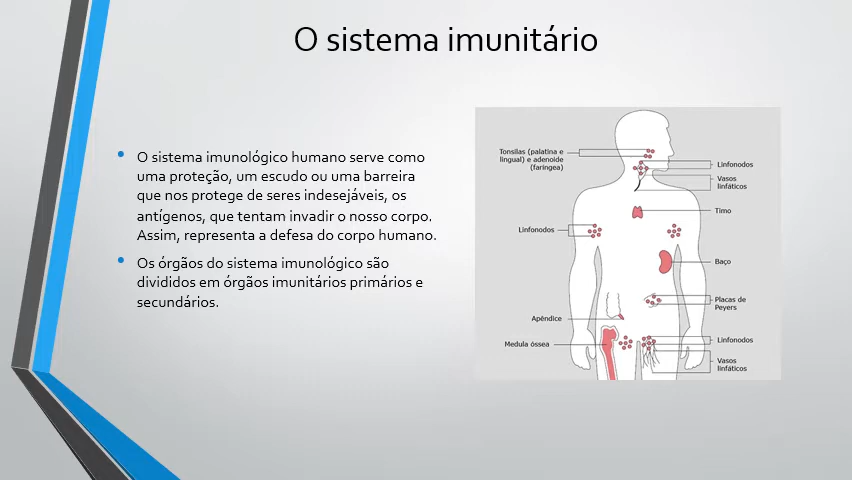 O sistema imunitário
O sistema imunológico humano serve como
uma proteção, um escudo ou uma barreira
que nos protege de seres indesejáveis, os
antígenos, que tentam invadir o nosso corpo.
Assim, representa a defesa do corpo humano.
Os órgãos do sistema imunológico são
divididos em órgãos imunitários primários e
secundários.
Tonsilas (palatina e
lingual) e adenoide
(faríngea)
Linfonodos
Vasos
linfáticos
Timo
Linfonodos
Baço
Placas de
Peyers
Apêndice
Medula óssea
Linfonodos
Vasos
linfáticos